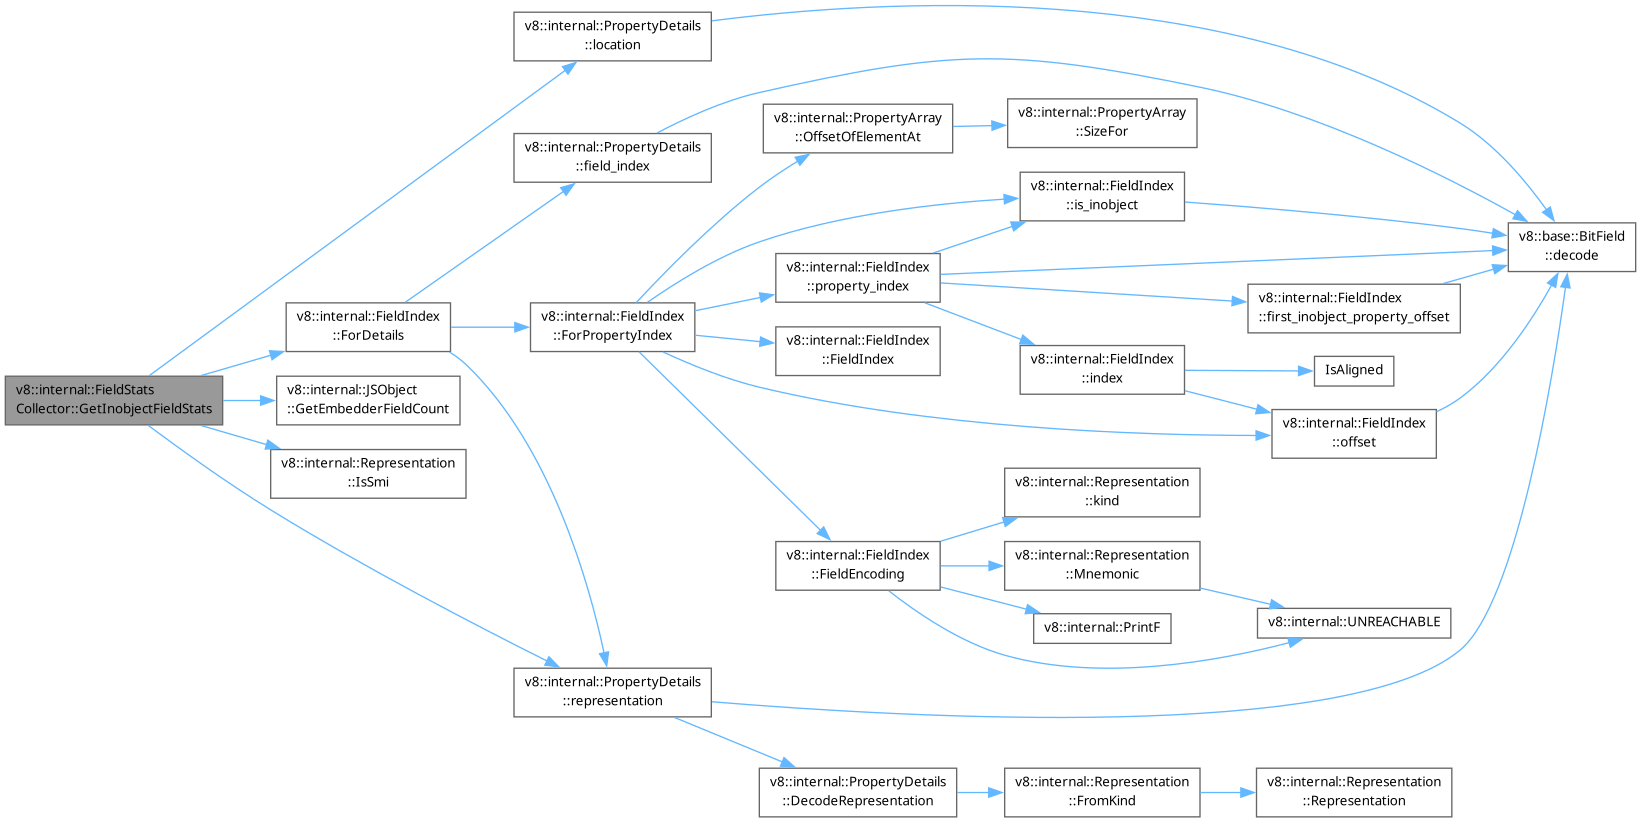 v8::internal::PropertyDetails
::location
v8::internal::PropertyArray
::OffsetOfElementAt
v8::internal::PropertyArray
::SizeFor
v8::internal::PropertyDetails
::field_index
v8::internal::FieldIndex
::is_inobject
v8::base::BitField
::decode
v8::internal::FieldIndex
::property_index
v8::internal::FieldIndex
::first_inobject_property_offset
v8::internal::FieldIndex
::ForDetails
v8::internal::FieldIndex
::ForPropertyIndex
v8::internal::FieldIndex
::FieldIndex
v8::internal::FieldIndex
::index
IsAligned
v8::internal::FieldStats
Collector::GetInobjectFieldStats
v8::internal::JSObject
::GetEmbedderFieldCount
v8::internal::FieldIndex
::offset
v8::internal::Representation
::IsSmi
v8::internal::Representation
::kind
v8::internal::FieldIndex
::FieldEncoding
v8::internal::Representation
::Mnemonic
v8::internal::PrintF
v8::internal::UNREACHABLE
v8::internal::PropertyDetails
::representation
v8::internal::PropertyDetails
::DecodeRepresentation
v8::internal::Representation
::FromKind
v8::internal::Representation
::Representation